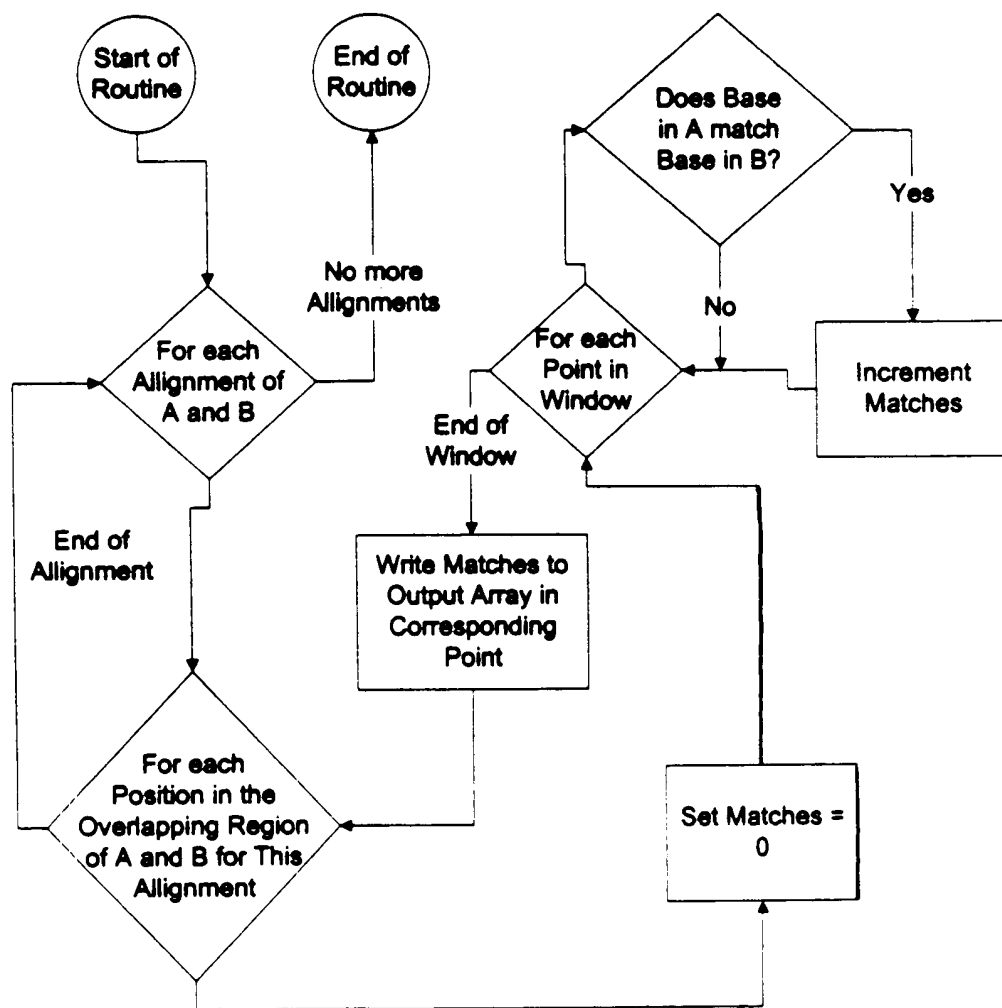 Start of
Routine
End of
Routine
Does Base
in A match
Base in B?
Yes
No more
Allignments
No
For each
Allignment of
A and B
For each
Point in
Window
Increment
Matches
End of
Window
End of
Allignment
Write Matches to
Output Array in
Corresponding
Point
For each
Position in the
Overlapping Region
of A and B for This
Allignment
Set Matches =
0